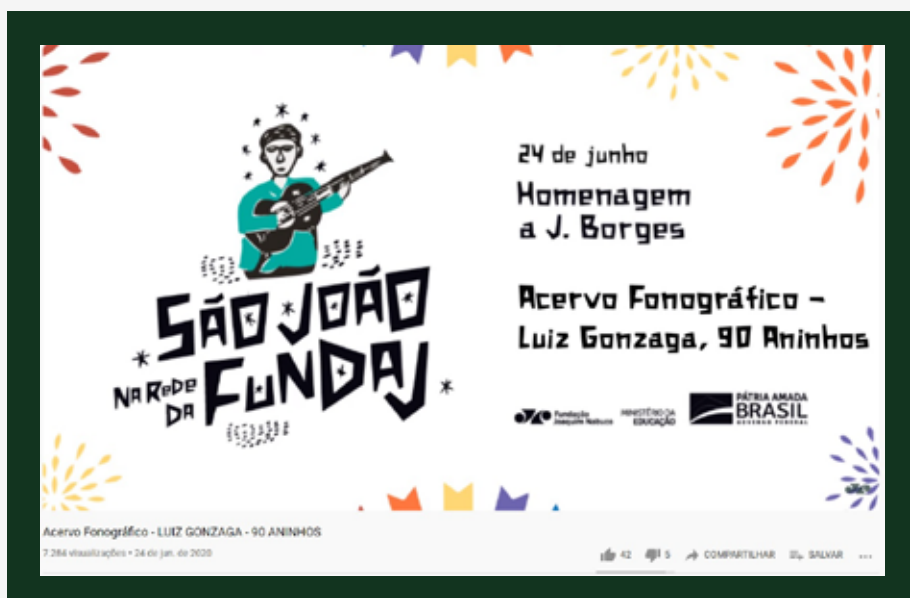 SÃO JOÃO
NA REDE DA FUNDAJ
24 de junho
Homenagem
a J. Borges
Acervo Fonográfico -
Luiz Gonzaga, 90 Aninhos
Fundação
Joaquim Nabuco
MINISTÉRIO DA
EDUCAÇÃO
PÁTRIA AMADA
BRASIL
GOVERNO FEDERAL
Acervo Fonográfico - LUIZ GONZAGA - 90 ANINHOS
7.284 visualizações • 24 de jun. de 2020
42 5 COMPARTILHAR SALVAR ...